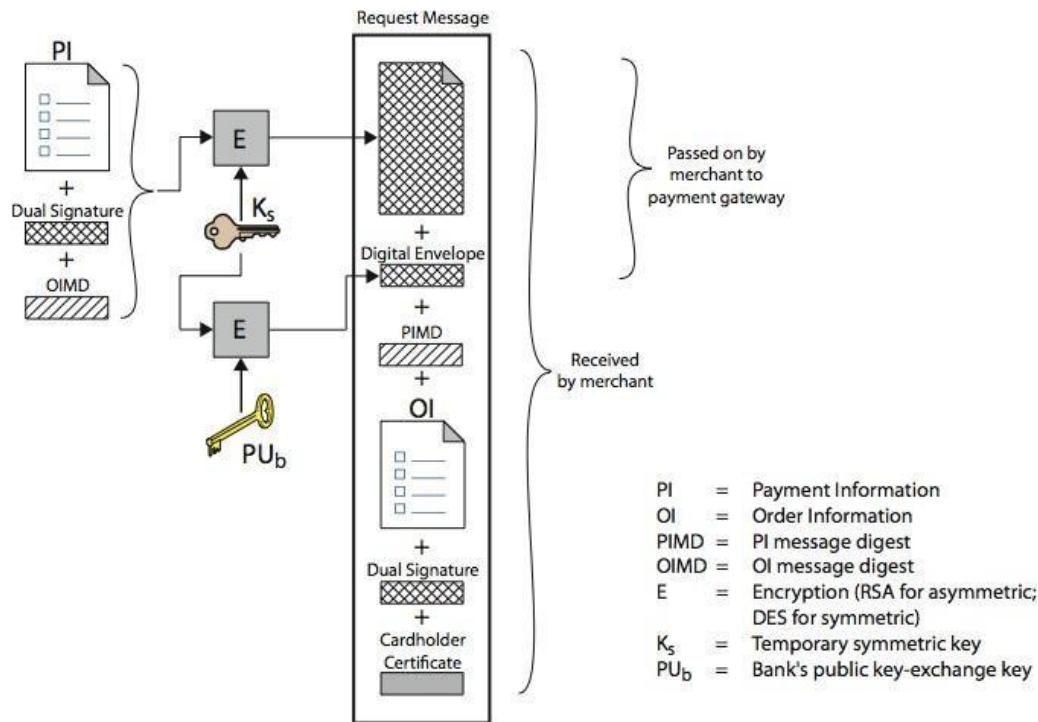 Request Message
PI
+
Dual Signature
+
OIMD
E
Ks
E
PUb
+
Digital Envelope
+
PIMD
+
OI
+
Dual Signature
+
Cardholder
Certificate
Passed on by
merchant to
payment gateway
Received
by merchant
PI = Payment Information
OI = Order Information
PIMD = PI message digest
OIMD = OI message digest
E = Encryption (RSA for asymmetric;
DES for symmetric)
Ks = Temporary symmetric key
PUb = Bank's public key-exchange key